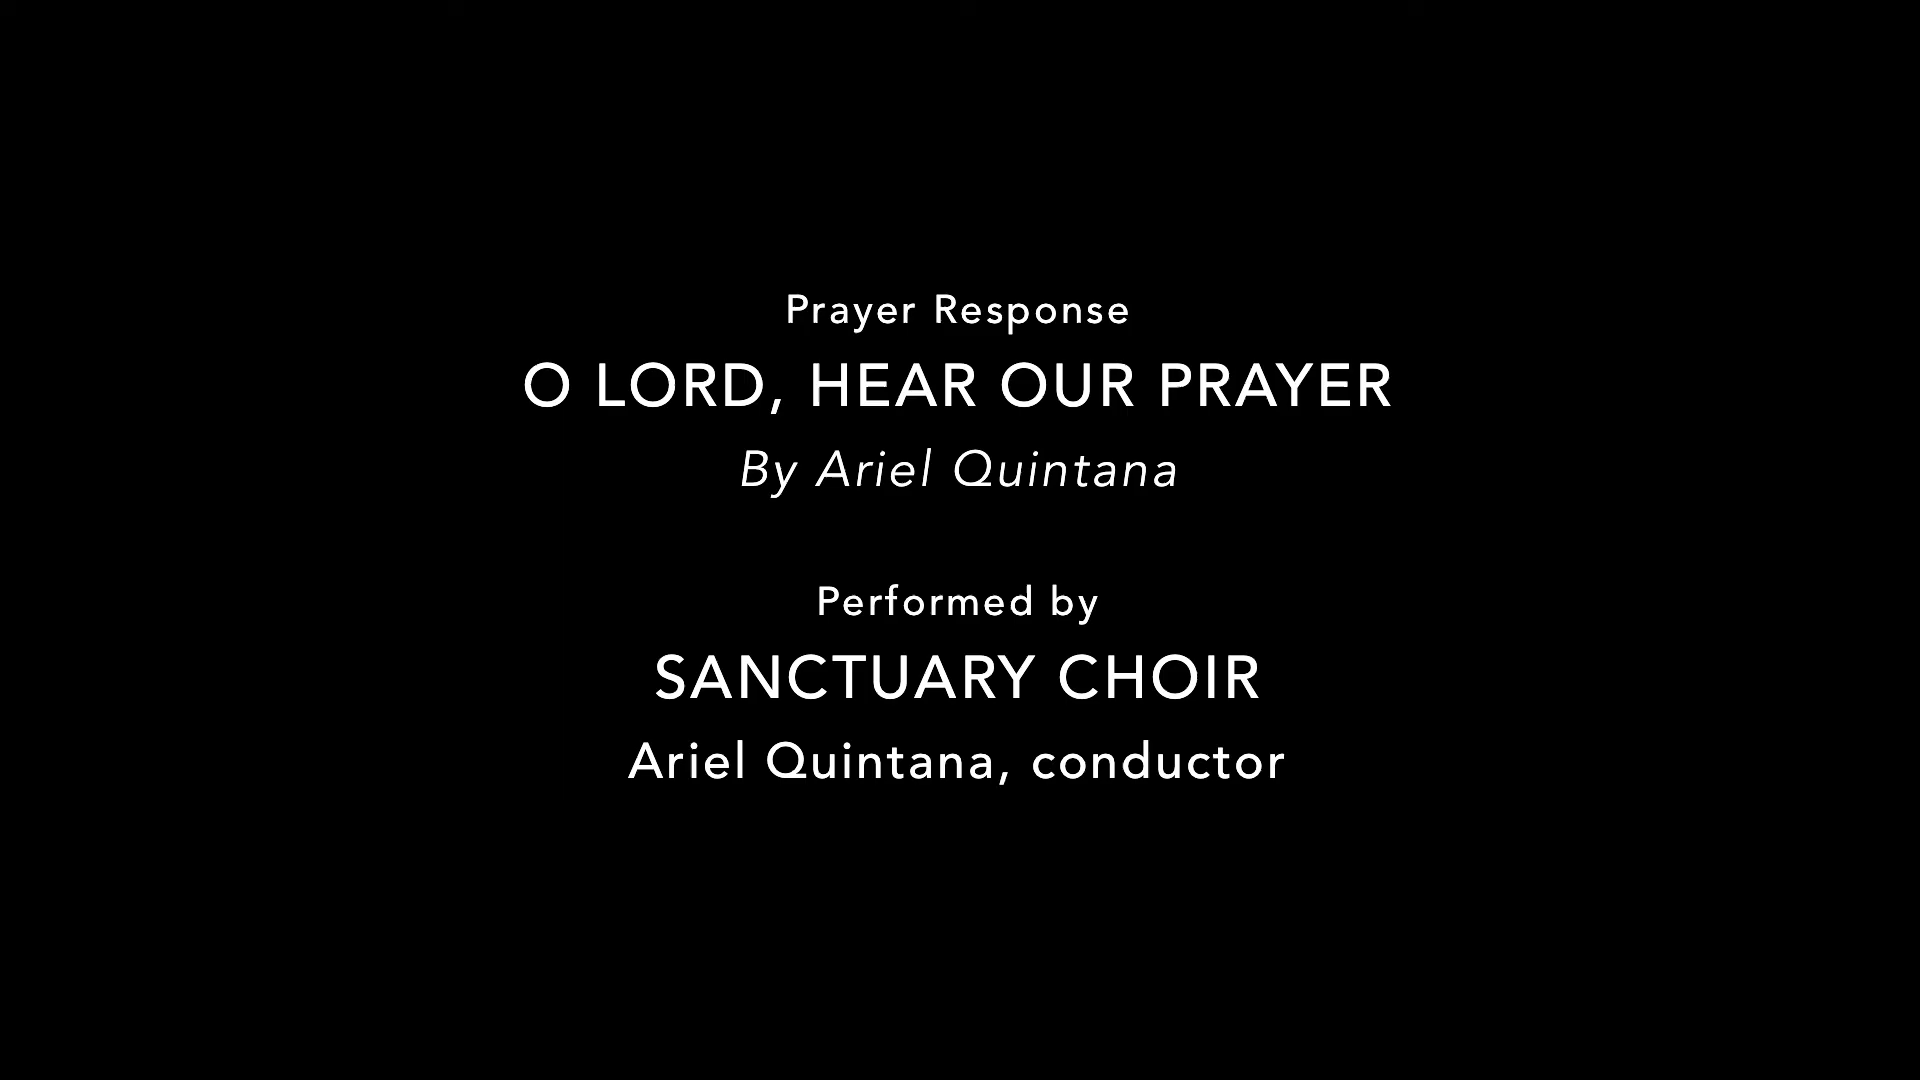 Prayer Response
O LORD, HEAR OUR PRAYER
By Ariel Quintana
Performed by
SANCTUARY CHOIR
Ariel Quintana, conductor